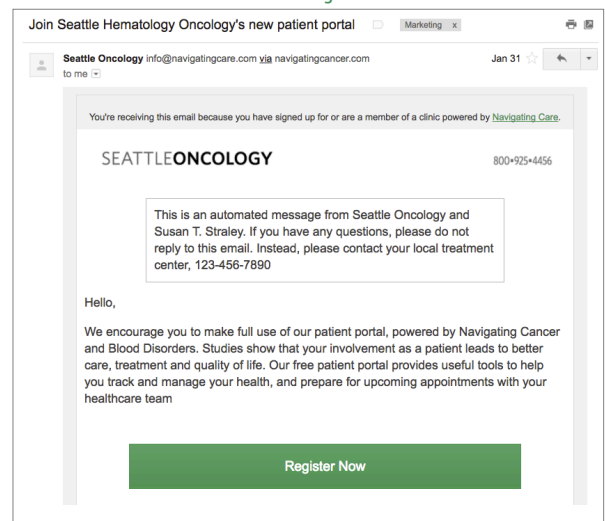 Join Seattle Hematology Oncology's new patient portal Marketing x
Seattle Oncology info@navigatingcare.com via navigatingcancer.com Jan 31
to me
You're receiving this email because you have signed up for or are a member of a clinic powered by Navigating Care.
SEATTLEONCOLOGY 800•925•4456
This is an automated message from Seattle Oncology and
Susan T. Straley. If you have any questions, please do not
reply to this email. Instead, please contact your local treatment
center, 123-456-7890
Hello,
We encourage you to make full use of our patient portal, powered by Navigating Cancer
and Blood Disorders. Studies show that your involvement as a patient leads to better
care, treatment and quality of life. Our free patient portal provides useful tools to help
you track and manage your health, and prepare for upcoming appointments with your
healthcare team
Register Now